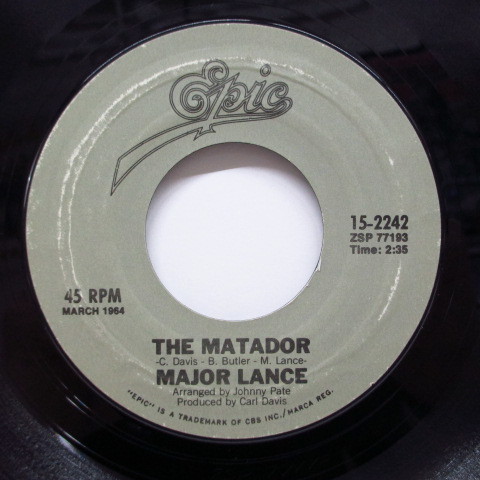 Epic
15-2242
ZSP 77193
Time: 2:35
45 RPM
MARCH 1964
THE MATADOR
-C. Davis - B. Butler - M. Lance-
MAJOR LANCE
Arranged by Johnny Pate
Produced by Carl Davis
"EPIC" IS A TRADEMARK OF CBS INC./MARCA REG.